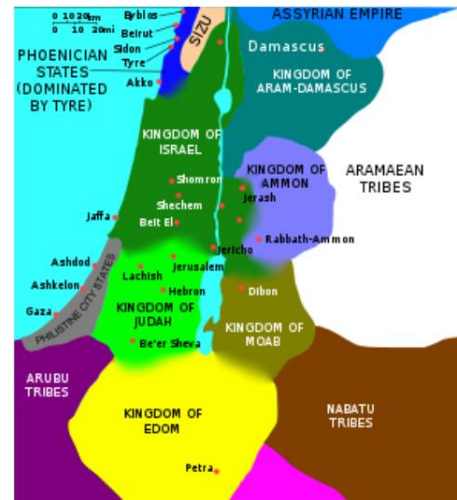 0 10 20km
0 10 20mi
Byblos
Beirut
Sidon
Tyre
SIZU
ASSYRIAN EMPIRE
PHOENICIAN
STATES
(DOMINATED
BY TYRE)
Akko
Damascus
KINGDOM OF
ARAM-DAMASCUS
KINGDOM OF
ISRAEL
KINGDOM OF
AMMON
ARAMAEAN
TRIBES
Shomron
Shechem
Jerash
Jaffa
Beit El
Rabbath-Ammon
Jericho
Ashdod
Lachish
Jerusalem
Ashkelon
Hebron
Dibon
Gaza
PHILISTINE CITY STATES
KINGDOM OF
JUDAH
KINGDOM OF
MOAB
Be'er Sheva
ARUBU
TRIBES
KINGDOM OF
EDOM
NABATU
TRIBES
Petra